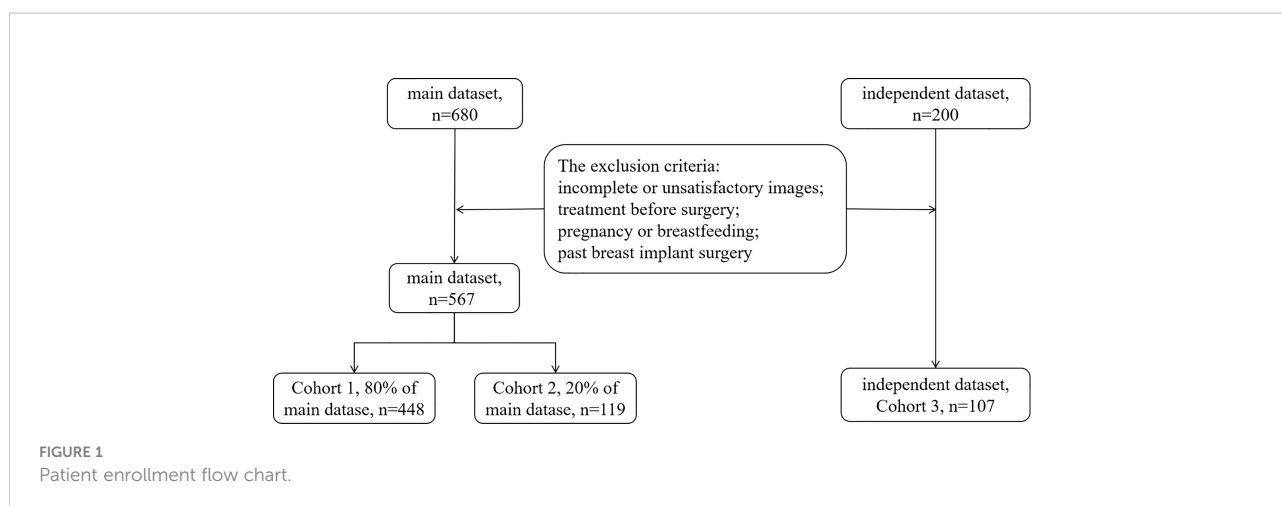 main dataset,
n=680
independent dataset,
n=200
The exclusion criteria:
incomplete or unsatisfactory images;
treatment before surgery;
pregnancy or breastfeeding;
past breast implant surgery
main dataset,
n=567
Cohort 1, 80% of
main datase, n=448
Cohort 2, 20% of
main datase, n=119
independent dataset,
Cohort 3, n=107
FIGURE 1
Patient enrollment flow chart.